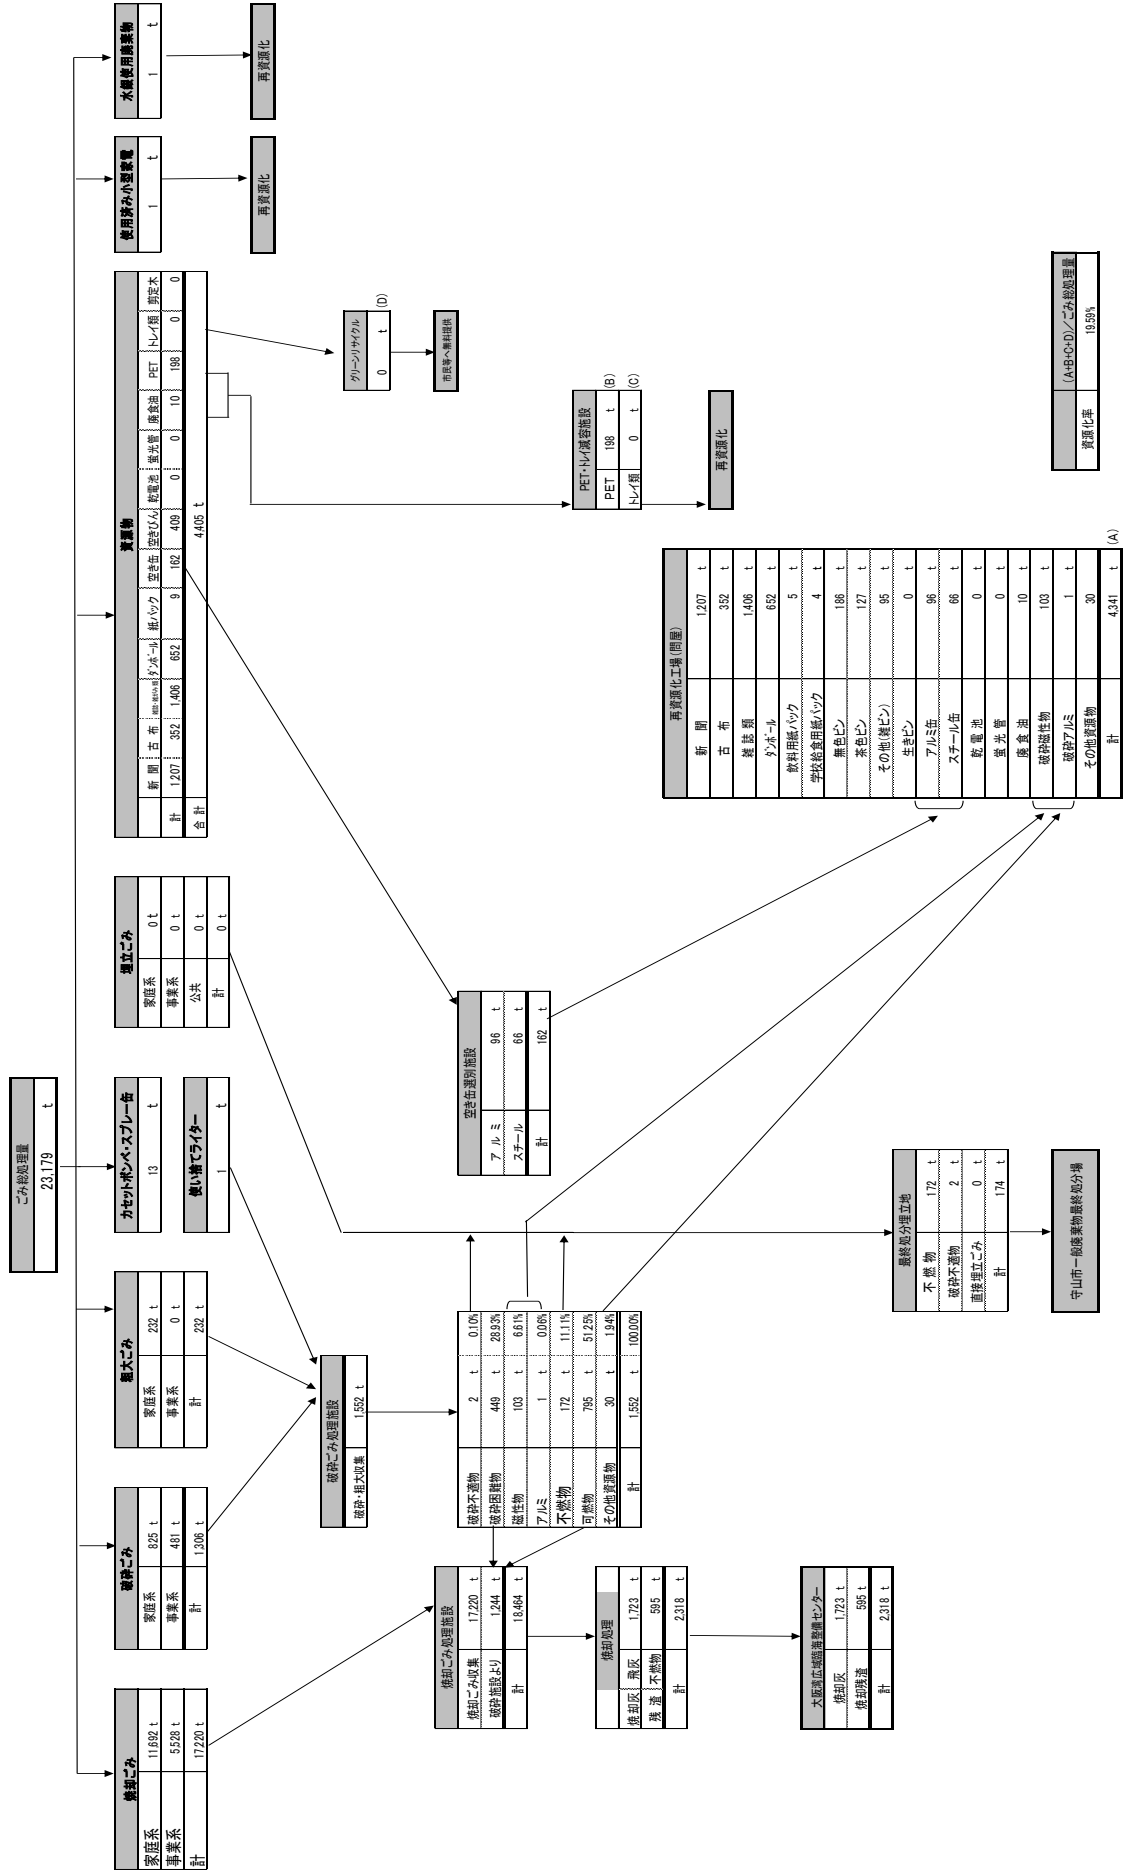 ごみ総処理量
23,179 t
焼却ごみ
家庭系 11,692 t
事業系 5,528 t
計 17,220 t
破砕ごみ
家庭系 825 t
事業系 481 t
計 1,306 t
粗大ごみ
家庭系 232 t
事業系 0 t
計 232 t
カセットボンベ・スプレー缶
13 t
使い捨てライター
1 t
埋立ごみ
家庭系 0 t
事業系 0 t
公共 0 t
計 0 t
資源物
新聞 古布 雑誌・雑がみ類 ダンボール 紙パック 空き缶 空きびん 乾電池 蛍光管 廃食油 PET トレイ類 剪定木
計 1,207 352 1,406 652 9 162 409 0 0 10 198 0 0
合計 4,405 t
使用済み小型家電
1 t
再資源化
水銀使用廃棄物
1 t
再資源化
グリーンリサイクル
0 t (D)
市民等へ無料提供
破砕ごみ処理施設
破砕・粗大収集 1,552 t
焼却ごみ処理施設
焼却ごみ収集 17,220 t
破砕施設より 1,244 t
計 18,464 t
破砕不適物 2 t 0.10%
破砕困難物 449 t 28.93%
磁性物 103 t 6.61%
アルミ 1 t 0.06%
不燃物 172 t 11.11%
可燃物 795 t 51.25%
その他資源物 30 t 1.94%
計 1,552 t 100.00%
空き缶選別施設
アルミ 96 t
スチール 66 t
計 162 t
PET・トレイ減容施設
PET 198 t (B)
トレイ類 0 t (C)
再資源化
焼却処理
焼却灰 飛灰 1,723 t
残渣 不燃物 595 t
計 2,318 t
再資源化工場(問屋)
新聞 1,207 t
古布 352 t
雑誌類 1,406 t
ダンボール 652 t
飲料用紙パック 5 t
学校給食用紙パック 4 t
無色ビン 186 t
茶色ビン 127 t
その他(雑ビン) 95 t
生きビン 0 t
アルミ缶 96 t
スチール缶 66 t
乾電池 0 t
蛍光管 0 t
廃食油 10 t
破砕磁性物 103 t
破砕アルミ 1 t
その他資源物 30
計 4,341 t (A)
大阪湾広域臨海整備センター
焼却灰 1,723 t
焼却残渣 595 t
計 2,318 t
最終処分埋立地
不燃物 172 t
破砕不適物 2 t
直接埋立ごみ 0 t
計 174 t
守山市一般廃棄物最終処分場
(A+B+C+D)/ごみ総処理量
資源化率 19.59%